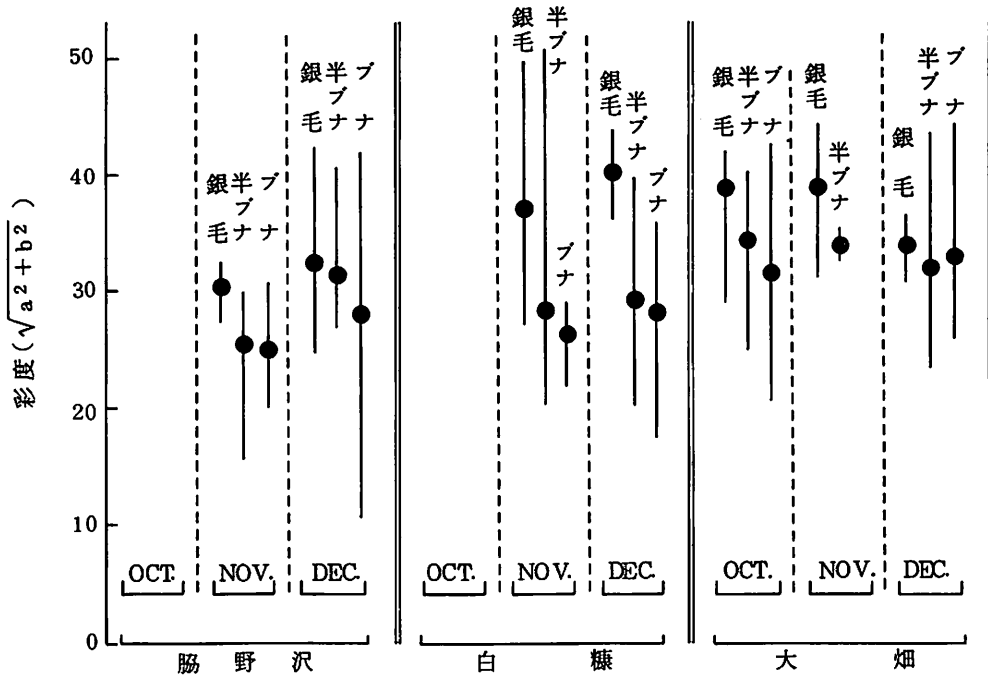 彩度(√a²+b²)
50
40
30
20
10
0
銀毛
半ブナ
ブナ
銀毛
半ブナ
ブナ
銀毛
半ブナ
ブナ
銀毛
半ブナ
ブナ
銀毛
半ブナ
ブナ
銀毛
半ブナ
銀毛
半ブナ
ブナ
OCT. NOV. DEC.
OCT. NOV. DEC.
OCT. NOV. DEC.
脇野沢
白糠
大畑